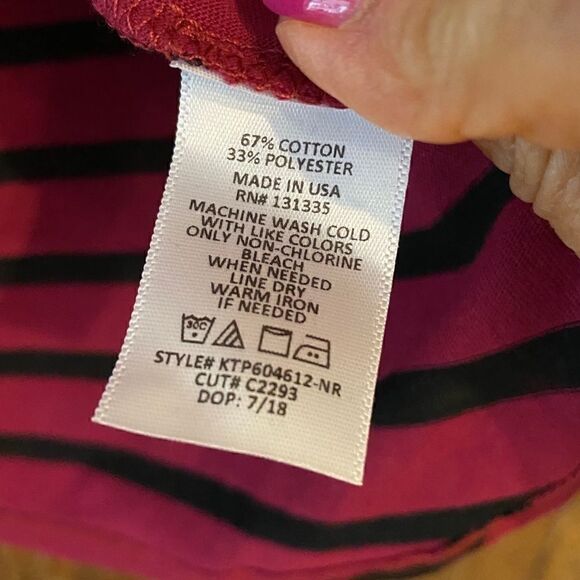 67% COTTON
33% POLYESTER
MADE IN USA
RN# 131335
MACHINE WASH COLD
WITH LIKE COLORS
ONLY NON-CHLORINE
BLEACH
WHEN NEEDED
LINE DRY
WARM IRON
IF NEEDED
30C
STYLE# KTP604612-NR
CUT# C2293
DOP: 7/18